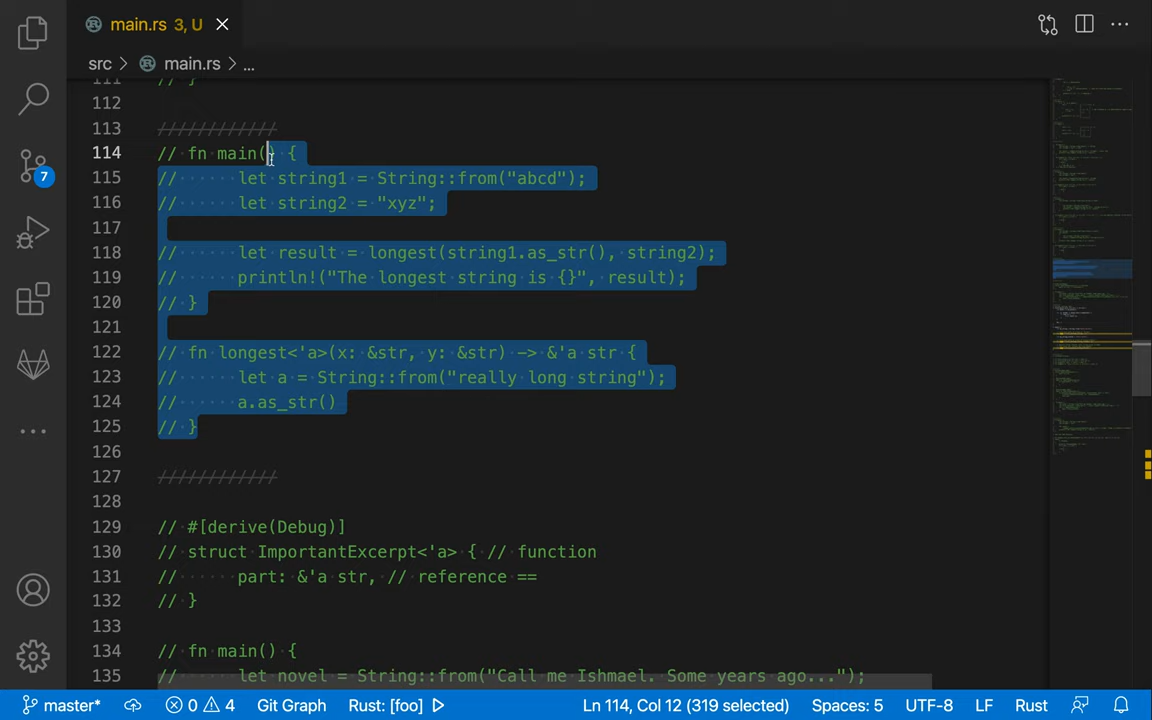 main.rs 3, U
src > main.rs > ...
111 // }
112
113 ////////////
114 // fn main() {
115 //      let string1 = String::from("abcd");
116 //      let string2 = "xyz";
117
118 //      let result = longest(string1.as_str(), string2);
119 //      println!("The longest string is {}", result);
120 // }
121
122 // fn longest<'a>(x: &str, y: &str) -> &'a str {
123 //      let a = String::from("really long string");
124 //      a.as_str()
125 // }
126
127 ////////////
128
129 // #[derive(Debug)]
130 // struct ImportantExcerpt<'a> { // function
131 //      part: &'a str, // reference ==
132 // }
133
134 // fn main() {
135 //      let novel = String::from("Call me Ishmael. Some years ago...");
7
master* 0 4 Git Graph Rust: [foo] Ln 114, Col 12 (319 selected) Spaces: 5 UTF-8 LF Rust